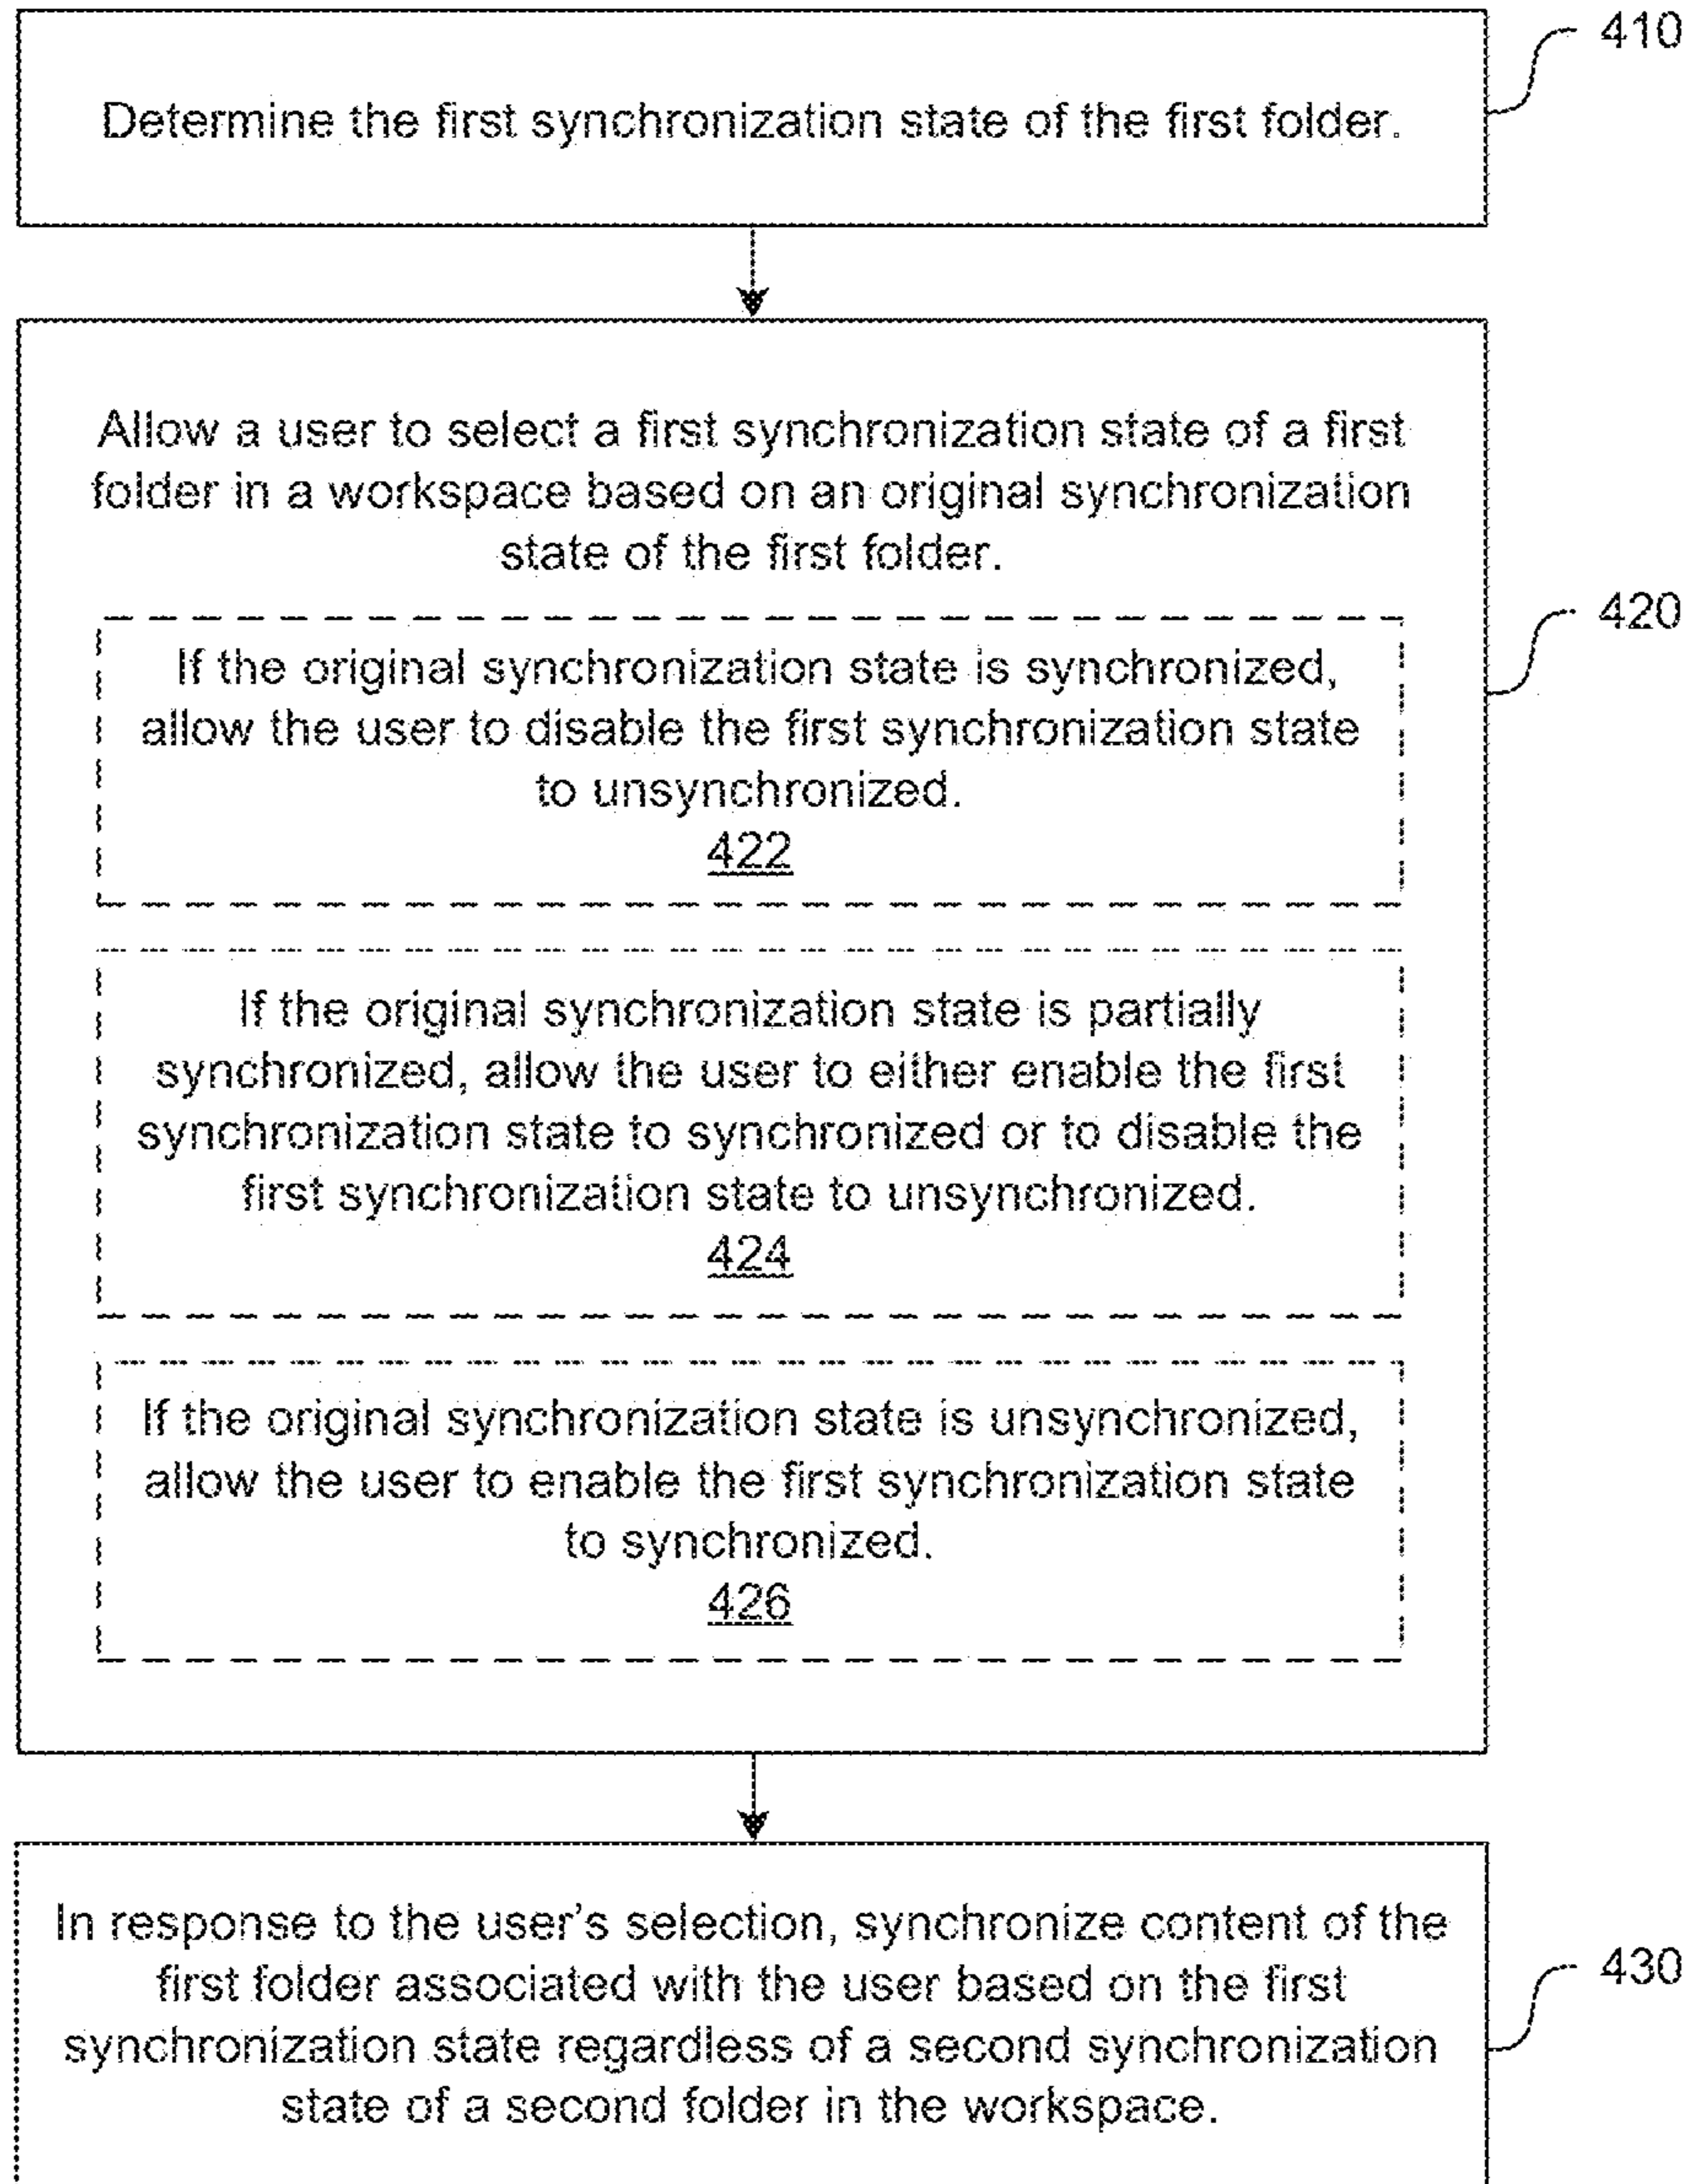 410
Determine the first synchronization state of the first folder.
Allow a user to select a first synchronization state of a first
folder in a workspace based on an original synchronization
state of the first folder.
420
If the original synchronization state is synchronized,
allow the user to disable the first synchronization state
to unsynchronized.
422
If the original synchronization state is partially
synchronized, allow the user to either enable the first
synchronization state to synchronized or to disable the
first synchronization state to unsynchronized.
424
If the original synchronization state is unsynchronized,
allow the user to enable the first synchronization state
to synchronized.
426
In response to the user's selection, synchronize content of the
first folder associated with the user based on the first
synchronization state regardless of a second synchronization
state of a second folder in the workspace.
430